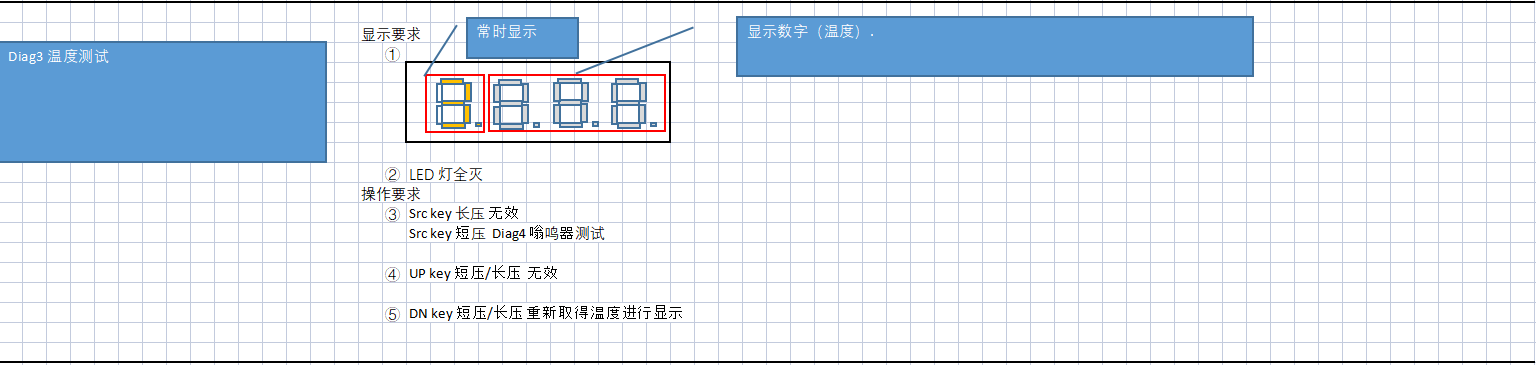 Diag3 温度测试
显示要求
常时显示
显示数字（温度）.
①
② LED 灯全灭
操作要求
③ Src key 长压 无效
Src key 短压 Diag4 嗡鸣器测试
④ UP key 短压/长压 无效
⑤ DN key 短压/长压 重新取得温度进行显示